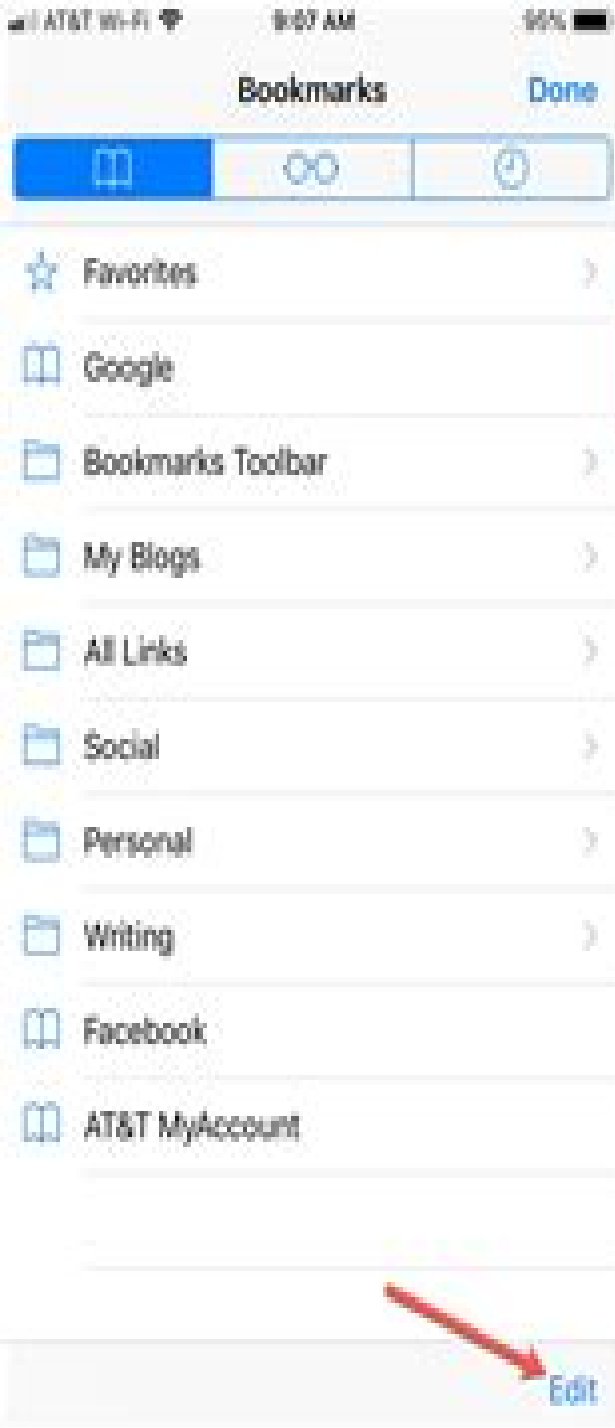 AT&T Wi-Fi 9:07 AM 96%
Bookmarks Done
Favorites
Google
Bookmarks Toolbar
My Blogs
All Links
Social
Personal
Writing
Facebook
AT&T MyAccount
Edit